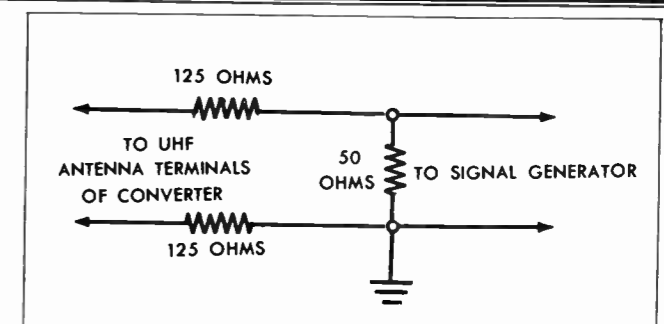 125 OHMS
TO UHF
ANTENNA TERMINALS
OF CONVERTER
50
OHMS
TO SIGNAL GENERATOR
125 OHMS